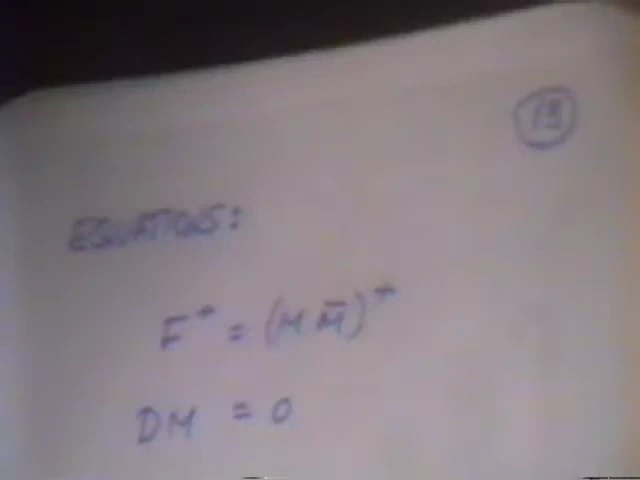 19
EQUATIONS:
F⁺ = (M M̄)⁺
DM = 0